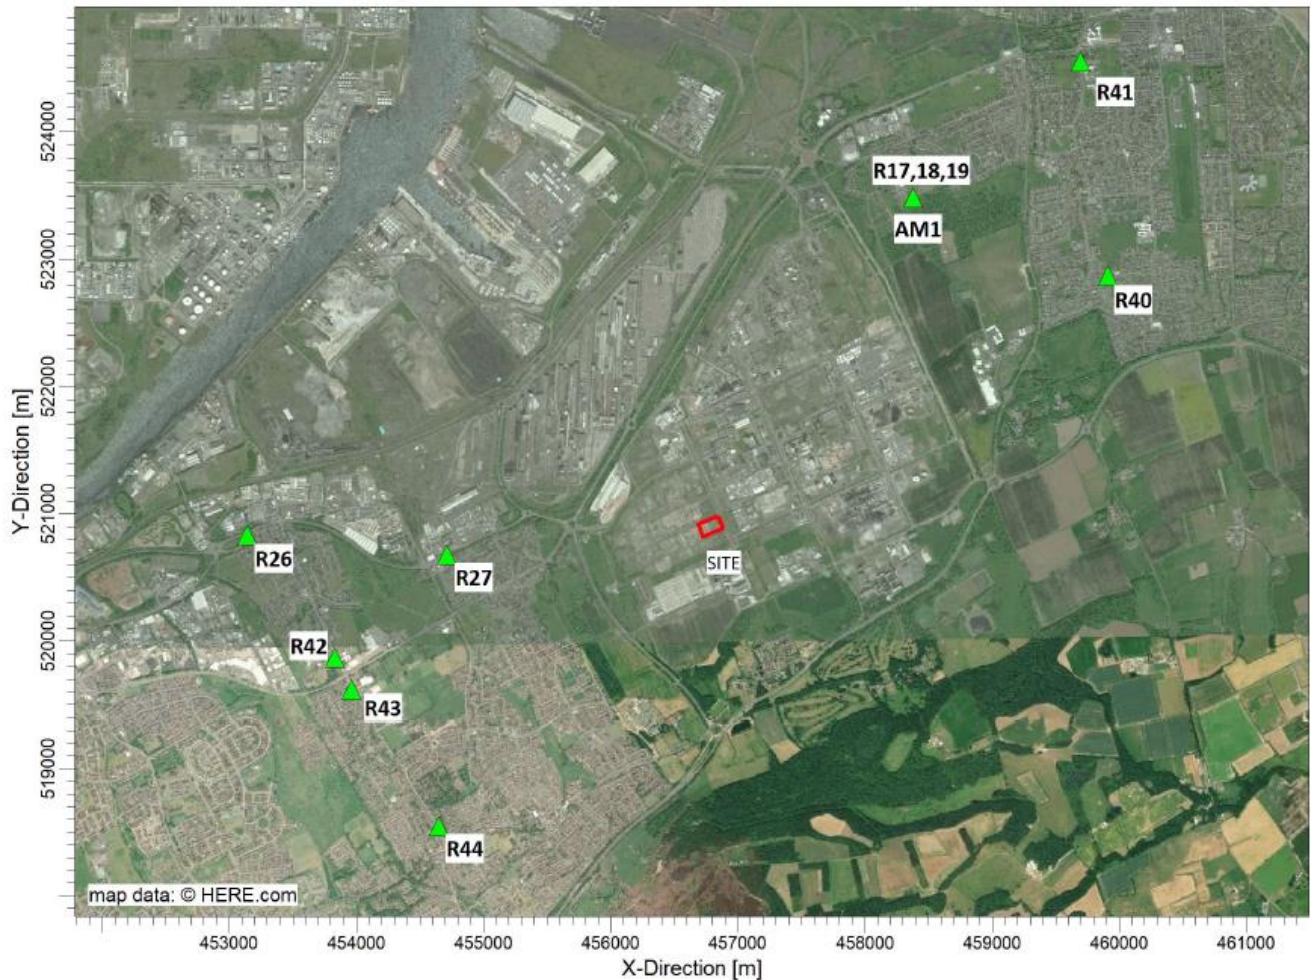 R41
R17,18,19
AM1
R40
R26
R27
SITE
R42
R43
R44
map data: © HERE.com
Y-Direction [m]
524000
523000
522000
521000
520000
519000
453000 454000 455000 456000 457000 458000 459000 460000 461000
X-Direction [m]